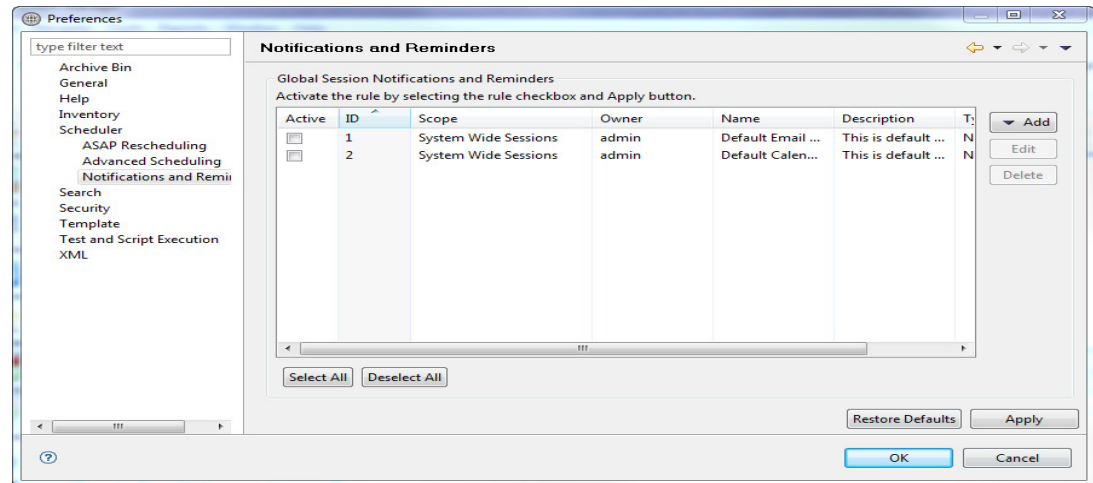 Preferences
type filter text
Archive Bin
General
Help
Inventory
Scheduler
ASAP Rescheduling
Advanced Scheduling
Notifications and Remi
Search
Security
Template
Test and Script Execution
XML
Notifications and Reminders
Global Session Notifications and Reminders
Activate the rule by selecting the rule checkbox and Apply button.
Active ID Scope Owner Name Description
1 System Wide Sessions admin Default Email ... This is default ... N
2 System Wide Sessions admin Default Calen... This is default ... N
Add
Edit
Delete
Select All Deselect All
Restore Defaults Apply
OK Cancel